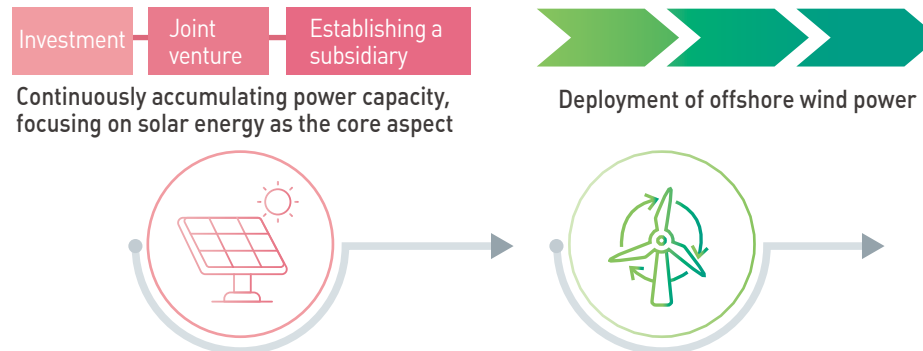 Investment
Joint
venture
Establishing a
subsidiary
Continuously accumulating power capacity,
focusing on solar energy as the core aspect
Deployment of offshore wind power